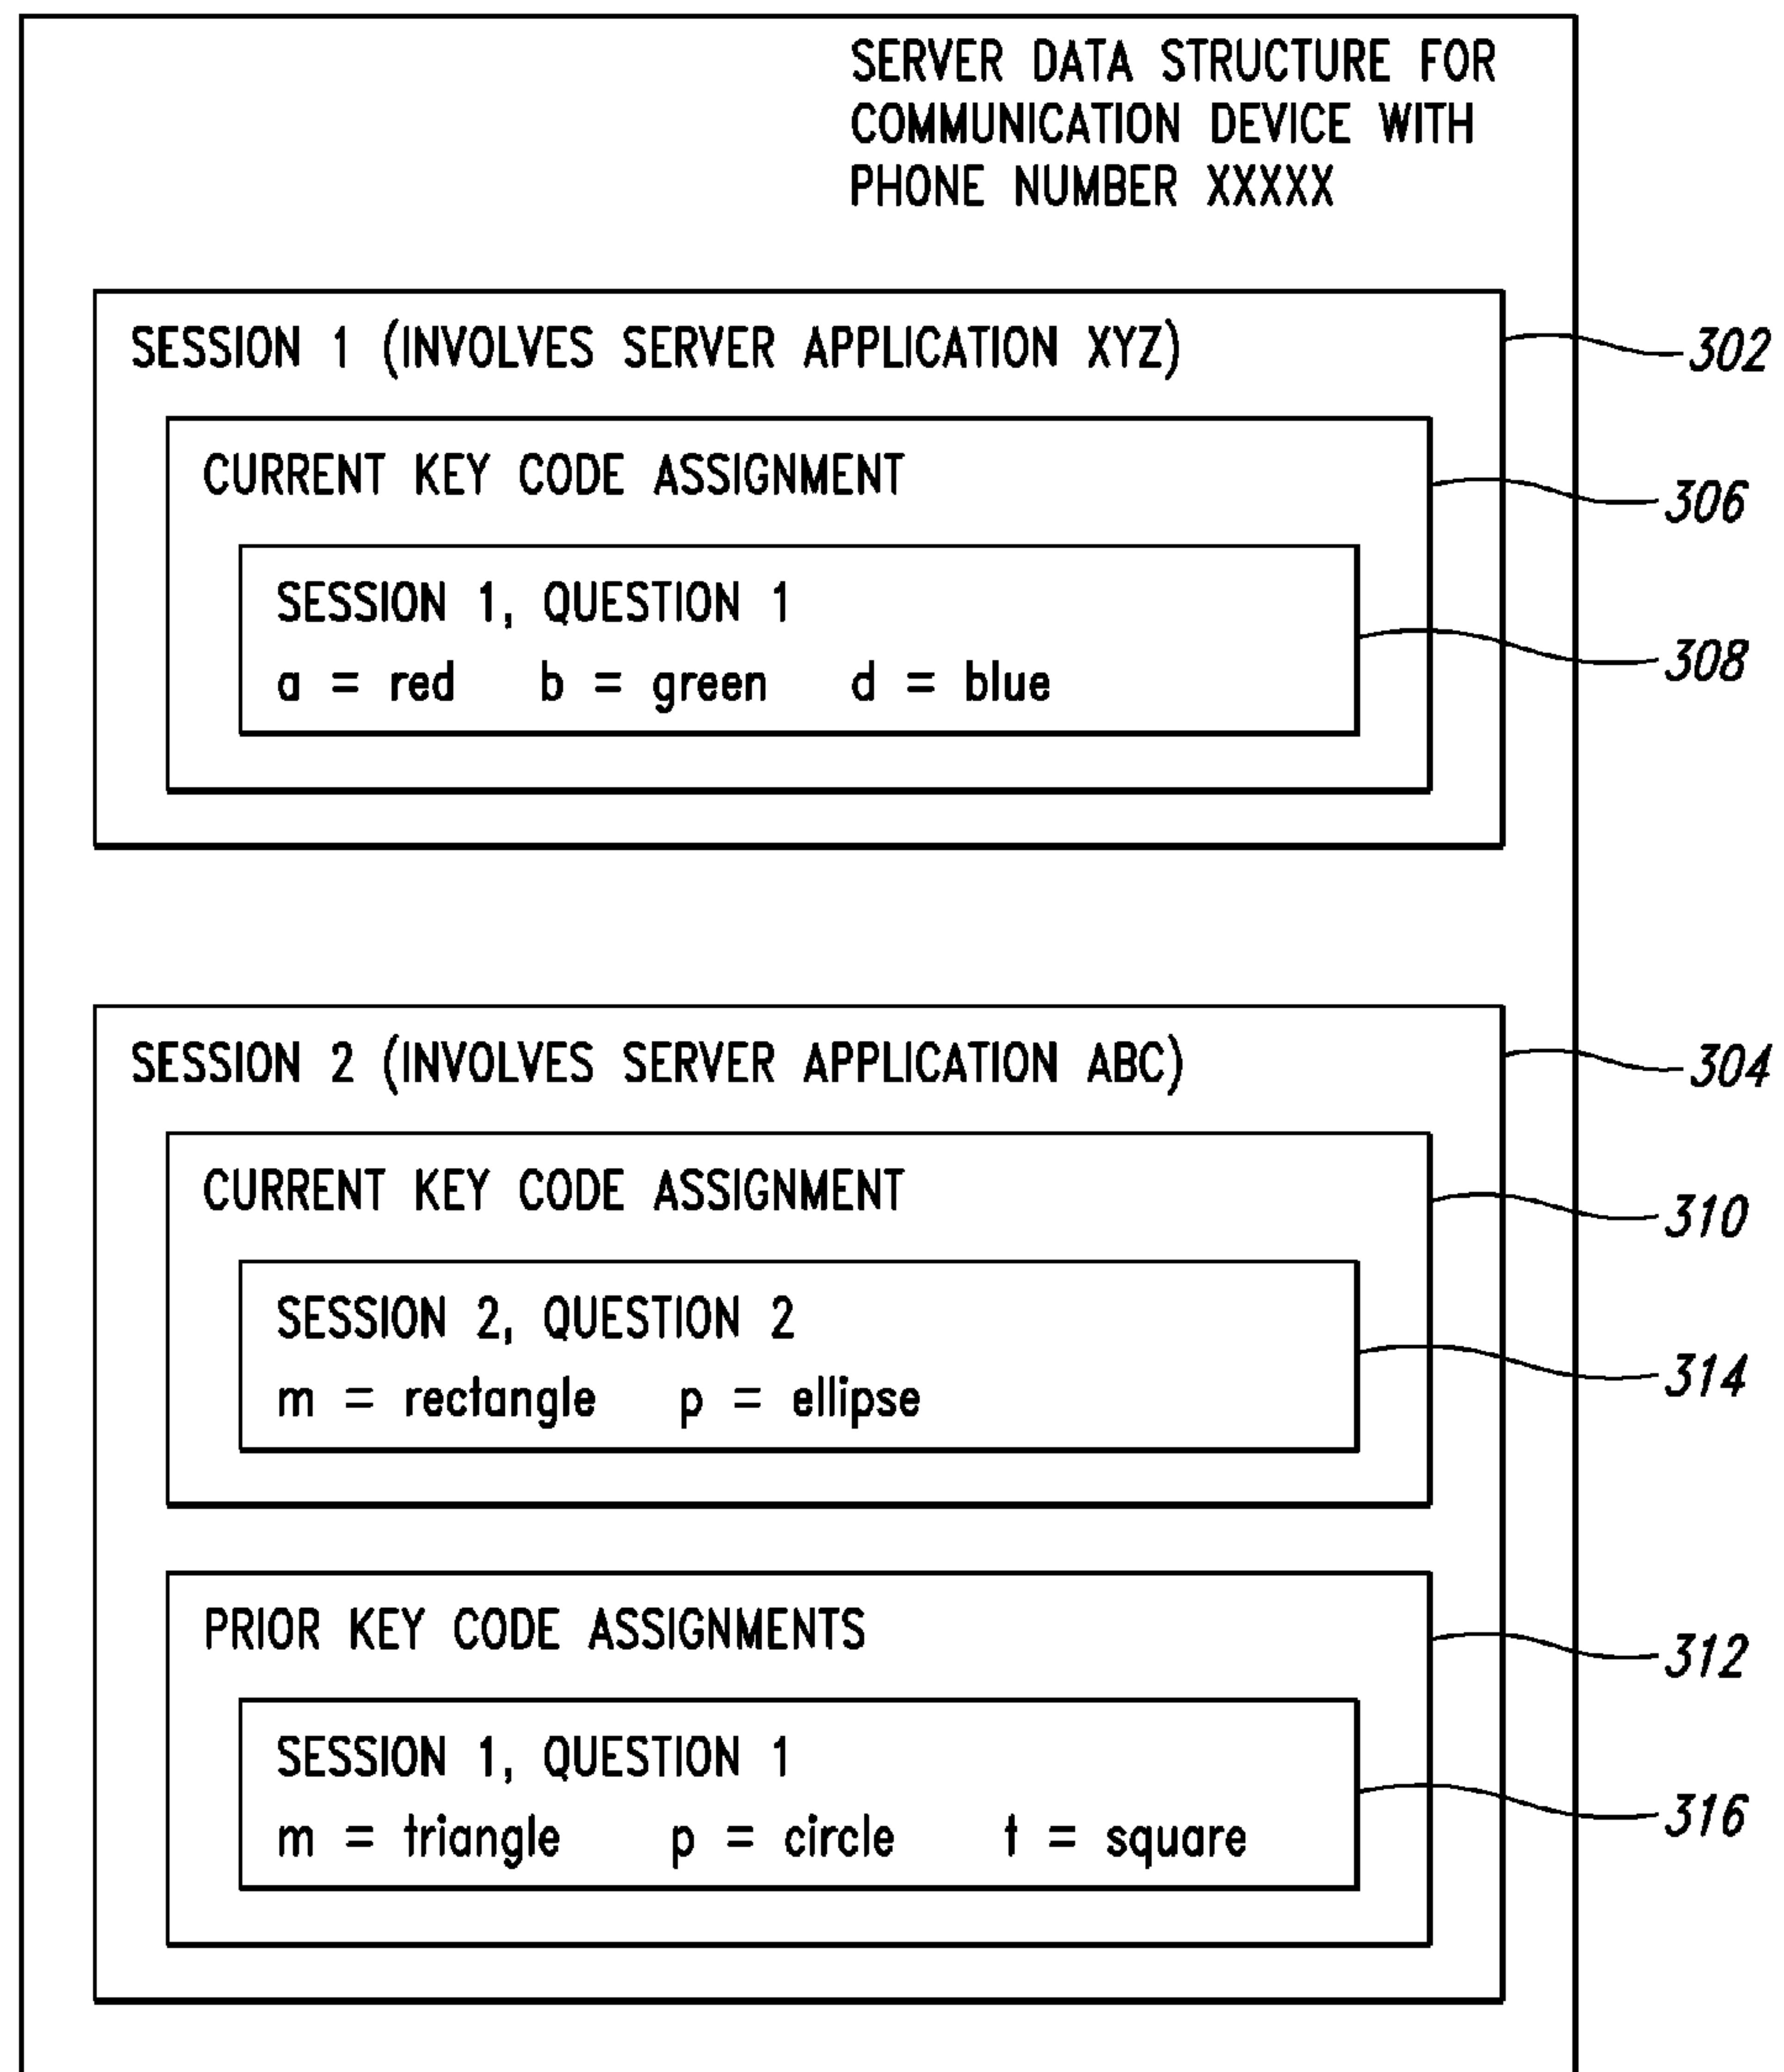 SERVER DATA STRUCTURE FOR
COMMUNICATION DEVICE WITH
PHONE NUMBER XXXXX
SESSION 1 (INVOLVES SERVER APPLICATION XYZ)
302
CURRENT KEY CODE ASSIGNMENT
306
SESSION 1, QUESTION 1
308
a = red b = green d = blue
SESSION 2 (INVOLVES SERVER APPLICATION ABC)
304
CURRENT KEY CODE ASSIGNMENT
310
SESSION 2, QUESTION 2
314
m = rectangle p = ellipse
PRIOR KEY CODE ASSIGNMENTS
312
SESSION 1, QUESTION 1
316
m = triangle p = circle t = square